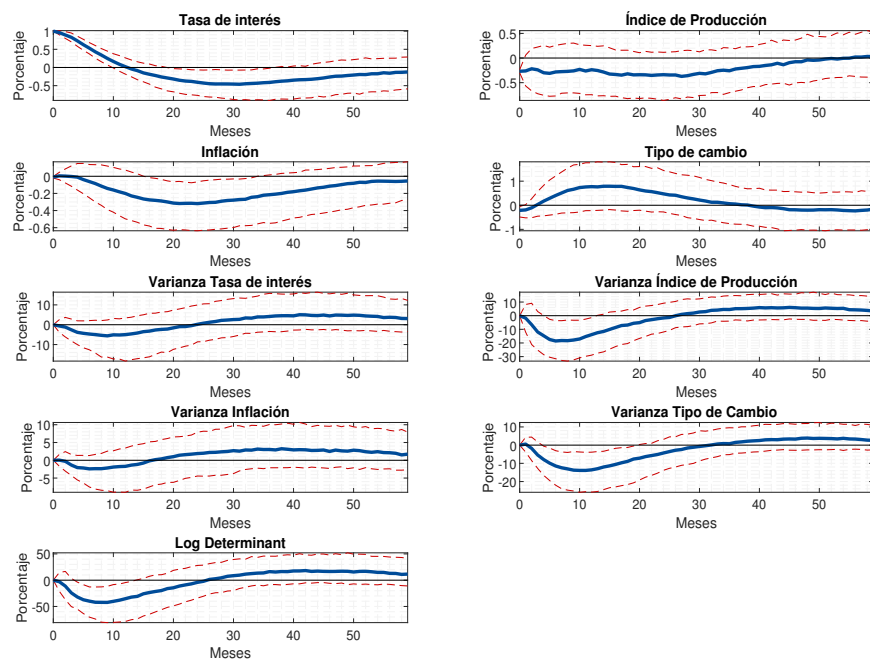 Tasa de interés
Porcentaje
1
0.5
0
-0.5
0 10 20 30 40 50
Meses
Índice de Producción
Porcentaje
0.5
0
-0.5
0 10 20 30 40 50
Meses
Inflación
Porcentaje
0
-0.2
-0.4
-0.6
0 10 20 30 40 50
Meses
Tipo de cambio
Porcentaje
1
0
-1
0 10 20 30 40 50
Meses
Varianza Tasa de interés
Porcentaje
10
0
-10
0 10 20 30 40 50
Meses
Varianza Índice de Producción
Porcentaje
10
0
-10
-20
-30
0 10 20 30 40 50
Meses
Varianza Inflación
Porcentaje
10
5
0
-5
0 10 20 30 40 50
Meses
Varianza Tipo de Cambio
Porcentaje
10
0
-10
-20
0 10 20 30 40 50
Meses
Log Determinant
Porcentaje
50
0
-50
0 10 20 30 40 50
Meses